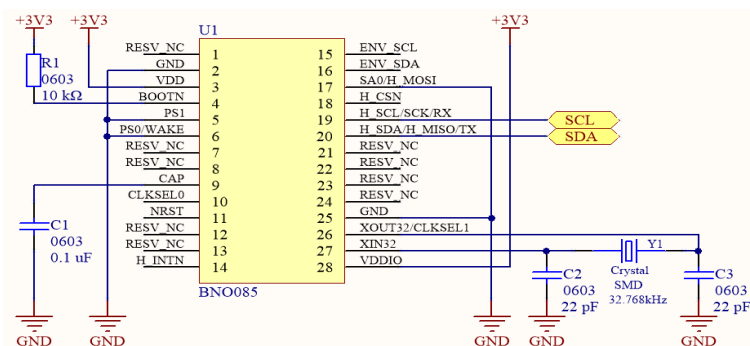 +3V3
+3V3
U1
+3V3
R1
0603
10 kΩ
RESV_NC 1
GND 2
VDD 3
BOOTN 4
PS1 5
PS0/WAKE 6
RESV_NC 7
RESV_NC 8
CAP 9
CLKSEL0 10
NRST 11
RESV_NC 12
RESV_NC 13
H_INTN 14
15 ENV_SCL
16 ENV_SDA
17 SA0/H_MOSI
18 H_CSN
19 H_SCL/SCK/RX
20 H_SDA/H_MISO/TX
21 RESV_NC
22 RESV_NC
23 RESV_NC
24 RESV_NC
25 GND
26 XOUT32/CLKSEL1
27 XIN32
28 VDDIO
BNO085
SCL
SDA
C1
0603
0.1 uF
Y1
Crystal
SMD
32.768kHz
C2
0603
22 pF
C3
0603
22 pF
GND
GND
GND
GND
GND